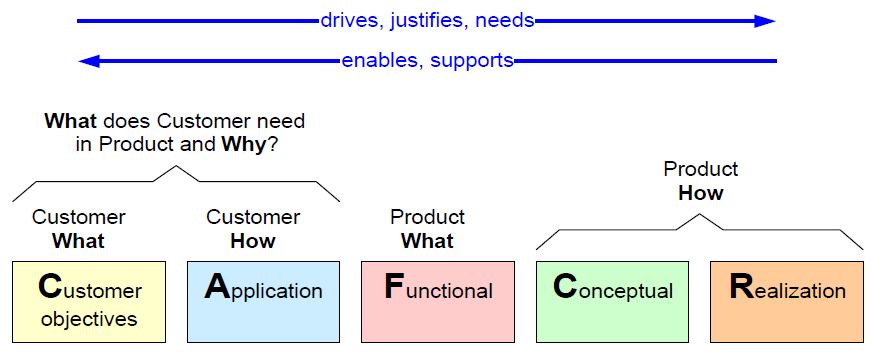 drives, justifies, needs
enables, supports
What does Customer need
in Product and Why?
Product
How
Customer
What
Customer
How
Product
What
Customer
objectives
Application
Functional
Conceptual
Realization